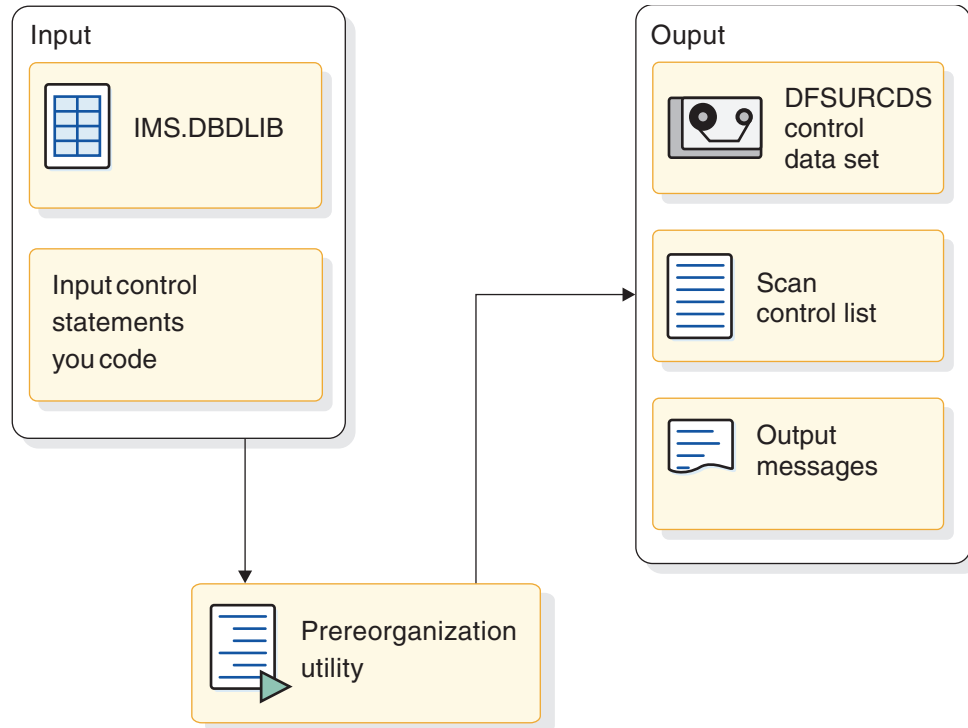 Input
IMS.DBDLIB
Input control
statements
you code
Prereorganization
utility
Ouput
DFSURCDS
control
data set
Scan
control list
Output
messages